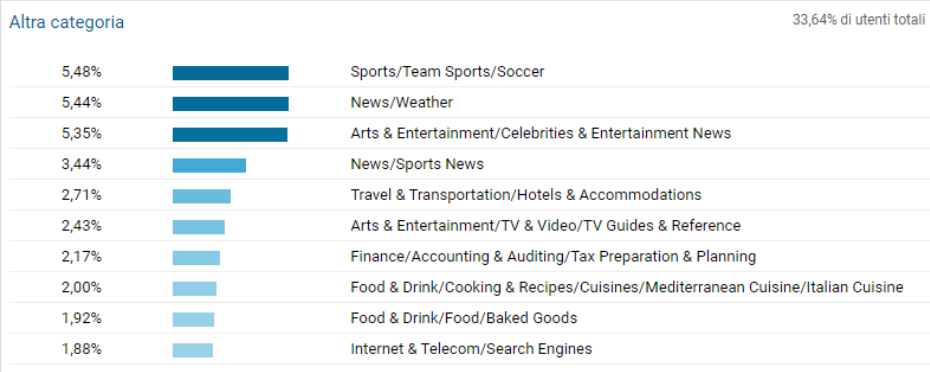 Altra categoria 33,64% di utenti totali
5,48% Sports/Team Sports/Soccer
5,44% News/Weather
5,35% Arts & Entertainment/Celebrities & Entertainment News
3,44% News/Sports News
2,71% Travel & Transportation/Hotels & Accommodations
2,43% Arts & Entertainment/TV & Video/TV Guides & Reference
2,17% Finance/Accounting & Auditing/Tax Preparation & Planning
2,00% Food & Drink/Cooking & Recipes/Cuisines/Mediterranean Cuisine/Italian Cuisine
1,92% Food & Drink/Food/Baked Goods
1,88% Internet & Telecom/Search Engines